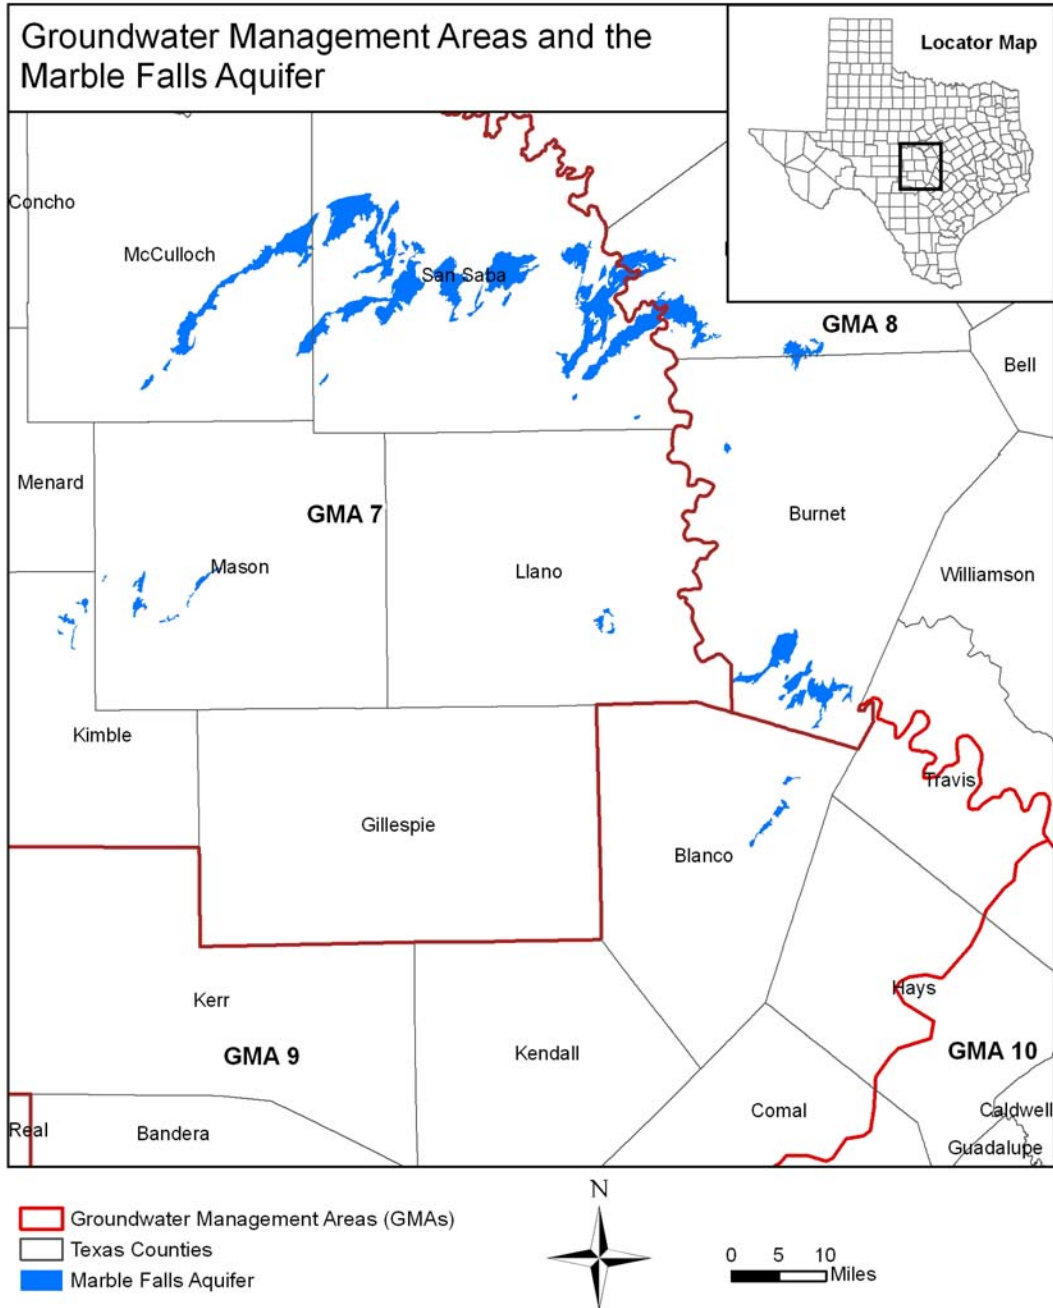 Groundwater Management Areas and the
Marble Falls Aquifer
Locator Map
Concho
McCulloch
San Saba
GMA 8
Bell
Menard
GMA 7
Burnet
Mason
Llano
Williamson
Kimble
Travis
Gillespie
Blanco
Hays
Kerr
GMA 9
Kendall
GMA 10
Comal
Caldwell
Real
Bandera
Guadalupe
N
Groundwater Management Areas (GMAs)
Texas Counties
Marble Falls Aquifer
0 5 10
Miles